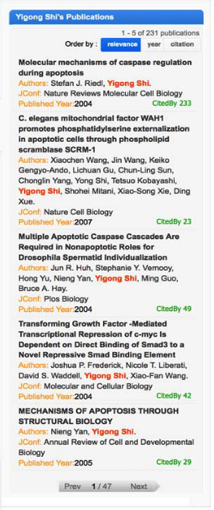 Yigong Shi's Publications
1 - 5 of 231 publications
Order by : relevance year citation
Molecular mechanisms of caspase regulation
during apoptosis
Authors: Stefan J. Riedl, Yigong Shi.
JConf: Nature Reviews Molecular Cell Biology
Published Year:2004 CitedBy 233
C. elegans mitochondrial factor WAH1
promotes phosphatidylserine externalization
in apoptotic cells through phospholipid
scramblase SCRM-1
Authors: Xiaochen Wang, Jin Wang, Keiko
Gengyo-Ando, Lichuan Gu, Chun-Ling Sun,
Chonglin Yang, Yong Shi, Tetsuo Kobayashi,
Yigong Shi, Shohei Mitani, Xiao-Song Xie, Ding
Xue.
JConf: Nature Cell Biology
Published Year:2007 CitedBy 23
Multiple Apoptotic Caspase Cascades Are
Required in Nonapoptotic Roles for
Drosophila Spermatid Individualization
Authors: Jun R. Huh, Stephanie Y. Vernooy,
Hong Yu, Nieng Yan, Yigong Shi, Ming Guo,
Bruce A. Hay.
JConf: Plos Biology
Published Year:2004 CitedBy 49
Transforming Growth Factor -Mediated
Transcriptional Repression of c-myc Is
Dependent on Direct Binding of Smad3 to a
Novel Repressive Smad Binding Element
Authors: Joshua P. Frederick, Nicole T. Liberati,
David S. Waddell, Yigong Shi, Xiao-Fan Wang.
JConf: Molecular and Cellular Biology
Published Year:2004 CitedBy 42
MECHANISMS OF APOPTOSIS THROUGH
STRUCTURAL BIOLOGY
Authors: Nieng Yan, Yigong Shi.
JConf: Annual Review of Cell and Developmental
Biology
Published Year:2005 CitedBy 29
Prev 1 / 47 Next